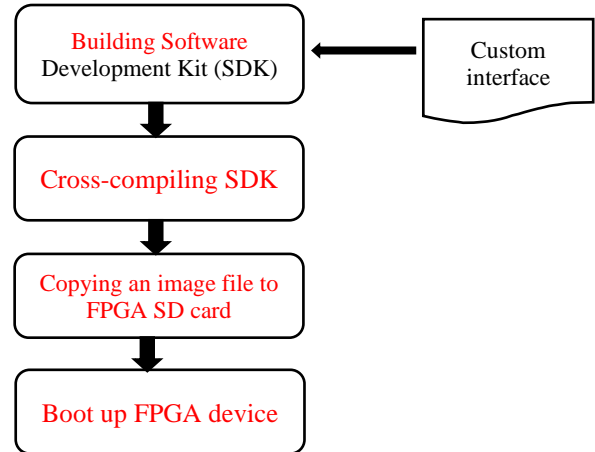 Building Software
Development Kit (SDK)
Custom
interface
Cross-compiling SDK
Copying an image file to
FPGA SD card
Boot up FPGA device